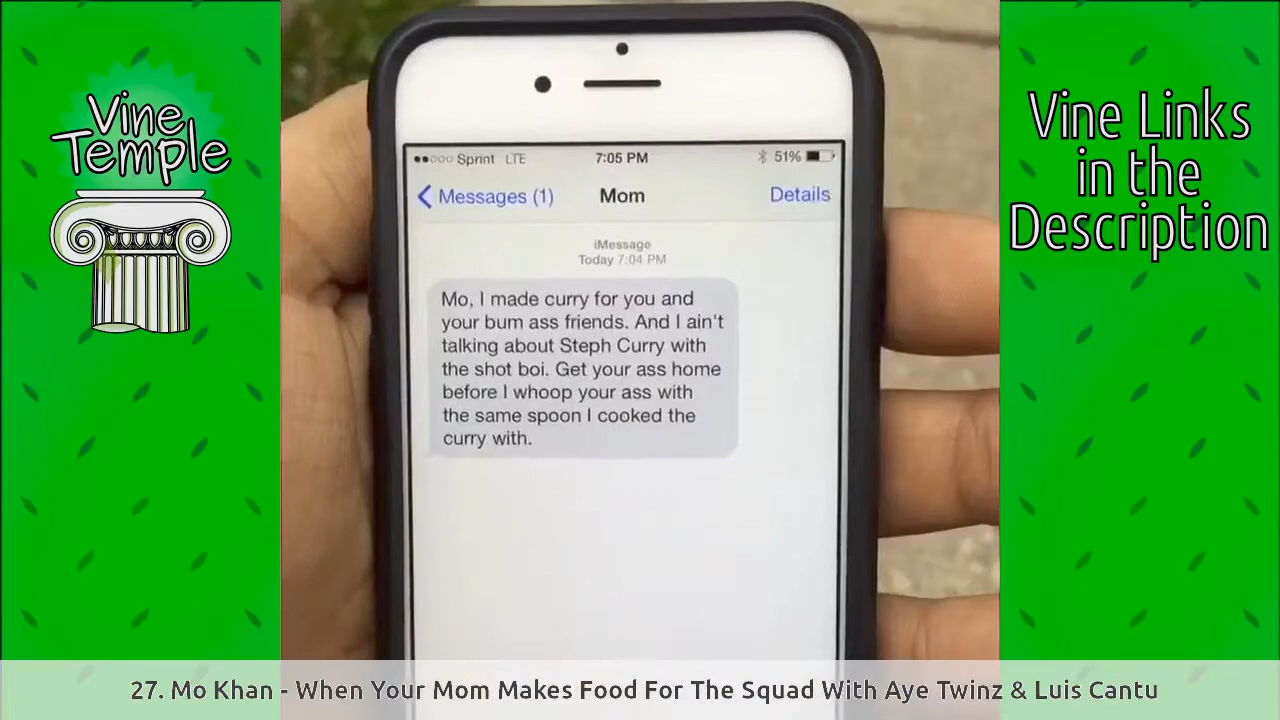 Vine
Temple
Vine Links
in the
Description
Sprint LTE
7:05 PM
51%
Messages (1)
Mom
Details
iMessage
Today 7:04 PM
Mo, I made curry for you and
your bum ass friends. And I ain't
talking about Steph Curry with
the shot boi. Get your ass home
before I whoop your ass with
the same spoon I cooked the
curry with.
27. Mo Khan - When Your Mom Makes Food For The Squad With Aye Twinz & Luis Cantu